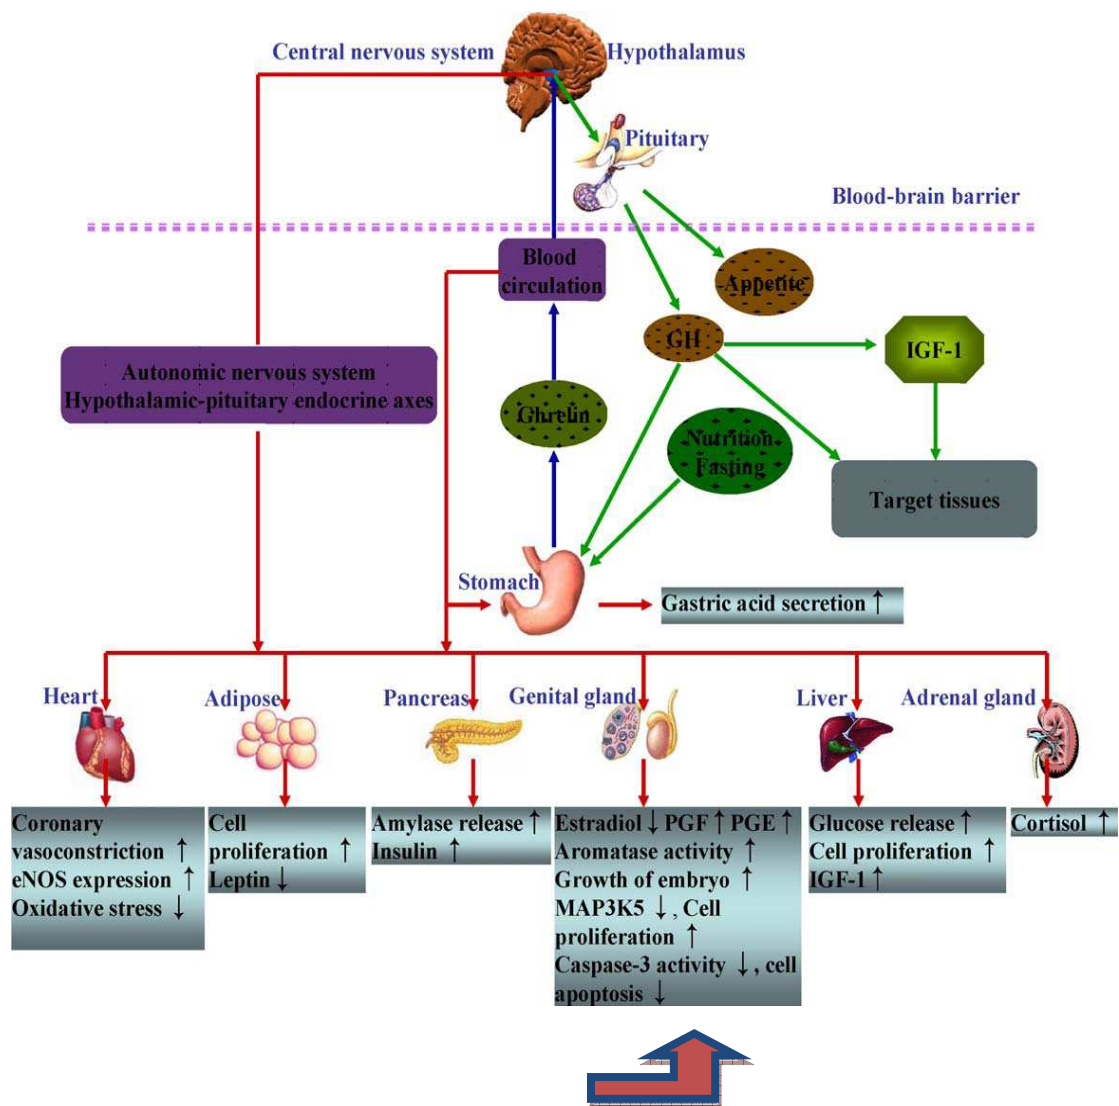 Central nervous system
Hypothalamus
Pituitary
Blood-brain barrier
Blood
circulation
Appetite
GH
IGF-1
Autonomic nervous system
Hypothalamic-pituitary endocrine axes
Ghrelin
Nutrition
Fasting
Target tissues
Stomach
Gastric acid secretion ↑
Heart
Adipose
Pancreas
Genital gland
Liver
Adrenal gland
Coronary
vasoconstriction ↑
eNOS expression ↑
Oxidative stress ↓
Cell
proliferation ↑
Leptin ↓
Amylase release ↑
Insulin ↑
Estradiol ↓ PGF ↑ PGE ↑
Aromatase activity ↑
Growth of embryo ↑
MAP3K5 ↓, Cell
proliferation ↑
Caspase-3 activity ↓, cell
apoptosis ↓
Glucose release ↑
Cell proliferation ↑
IGF-1 ↑
Cortisol ↑